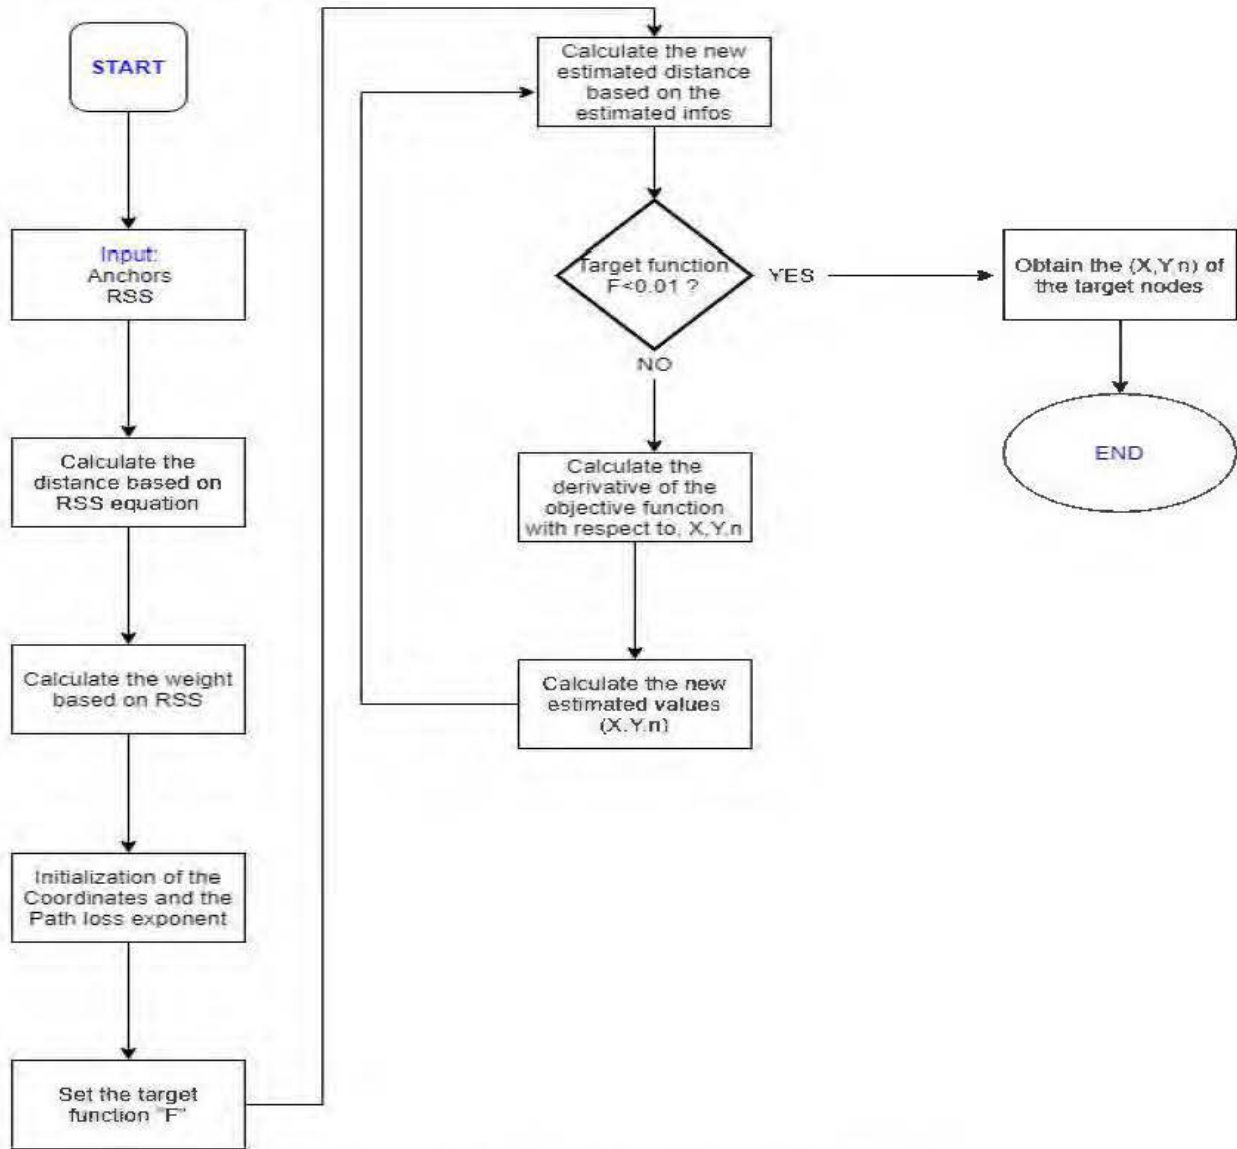 START
Input:
Anchors
RSS
Calculate the
distance based on
RSS equation
Calculate the weight
based on RSS
Initialization of the
Coordinates and the
Path loss exponent
Set the target
function "F"
Calculate the new
estimated distance
based on the
estimated infos
Target function
F<0.01 ?
YES
NO
Calculate the
derivative of the
objective function
with respect to, X,Y.n
Calculate the new
estimated values
(X.Y.n)
Obtain the (X,Y.n) of
the target nodes
END